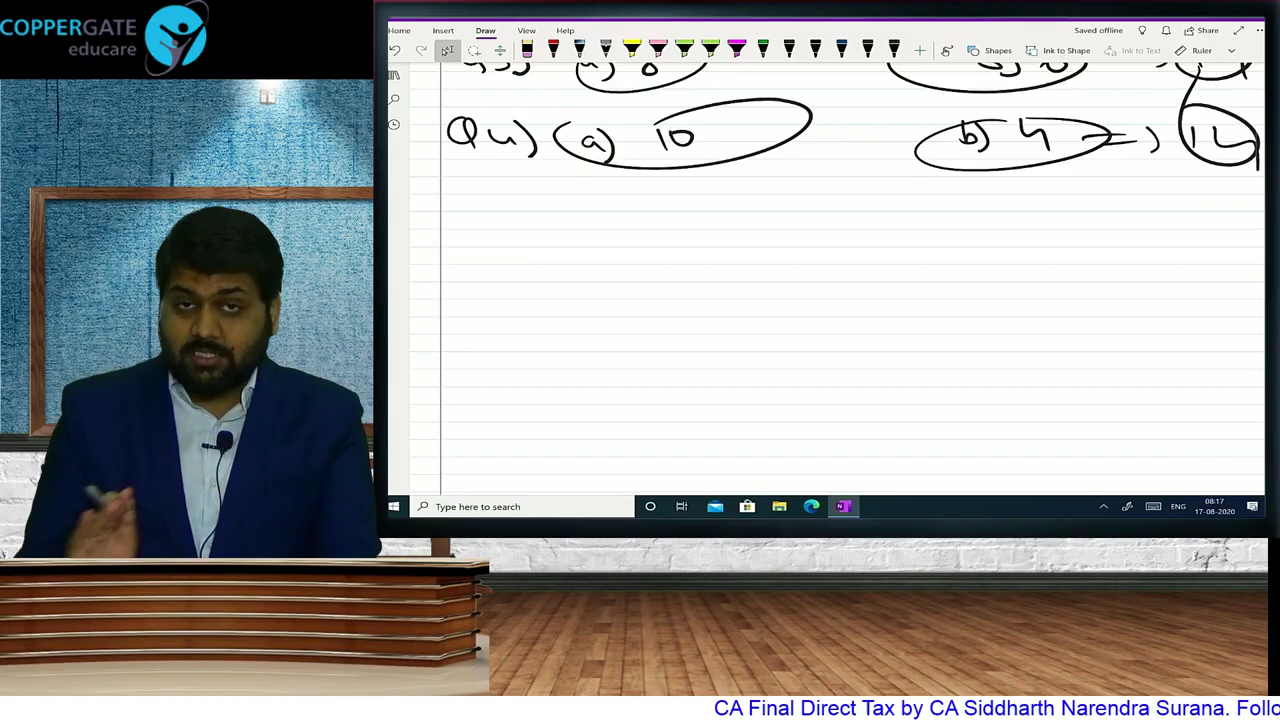 COPPERGATE
educare
Home Insert Draw View Help
Saved offline
Share
Shapes Ink to Shape Ink to Text Ruler
Q4) (a) 10 b) 4 => 14
Type here to search
ENG
08:17
17-08-2020
CA Final Direct Tax by CA Siddharth Narendra Surana. Follo